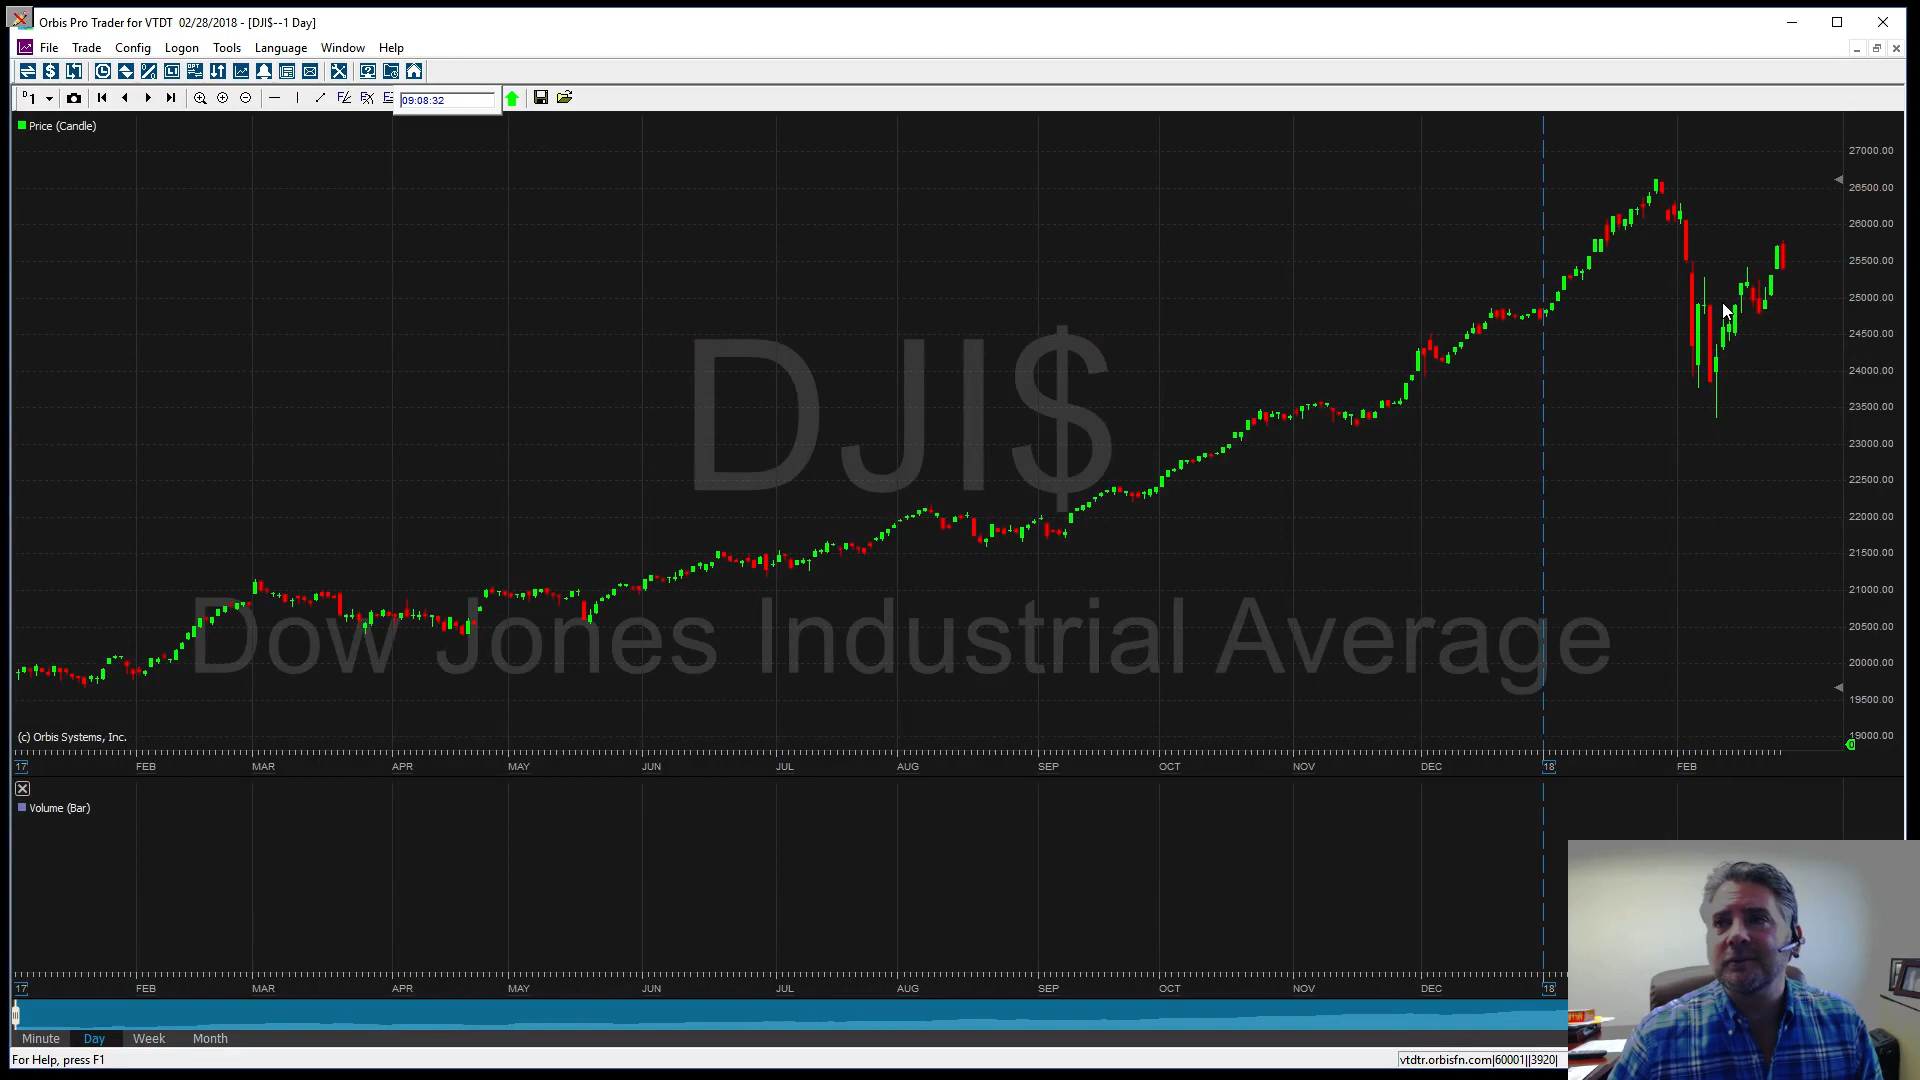 Orbis Pro Trader for VTDT 02/28/2018 - [DJI$--1 Day]
File Trade Config Logon Tools Language Window Help
D1 09:08:32
Price (Candle)
27000.00
26500.00
26000.00
25500.00
25000.00
24500.00
24000.00
23500.00
23000.00
22500.00
22000.00
21500.00
21000.00
20500.00
20000.00
19500.00
19000.00
DJI$
Dow Jones Industrial Average
(c) Orbis Systems, Inc.
17 FEB MAR APR MAY JUN JUL AUG SEP OCT NOV DEC 18 FEB
Volume (Bar)
17 FEB MAR APR MAY JUN JUL AUG SEP OCT NOV DEC 18
Minute Day Week Month
For Help, press F1
vtdtr.orbisfn.com|60001||3920|